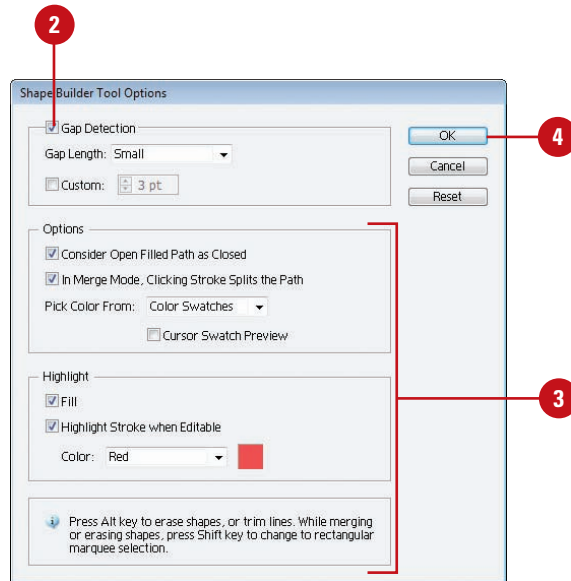 2
Shape Builder Tool Options
Gap Detection
OK
4
Gap Length: Small
Cancel
Custom: 3 pt
Reset
Options
Consider Open Filled Path as Closed
In Merge Mode, Clicking Stroke Splits the Path
Pick Color From: Color Swatches
Cursor Swatch Preview
Highlight
Fill
3
Highlight Stroke when Editable
Color: Red
Press Alt key to erase shapes, or trim lines. While merging
or erasing shapes, press Shift key to change to rectangular
marquee selection.